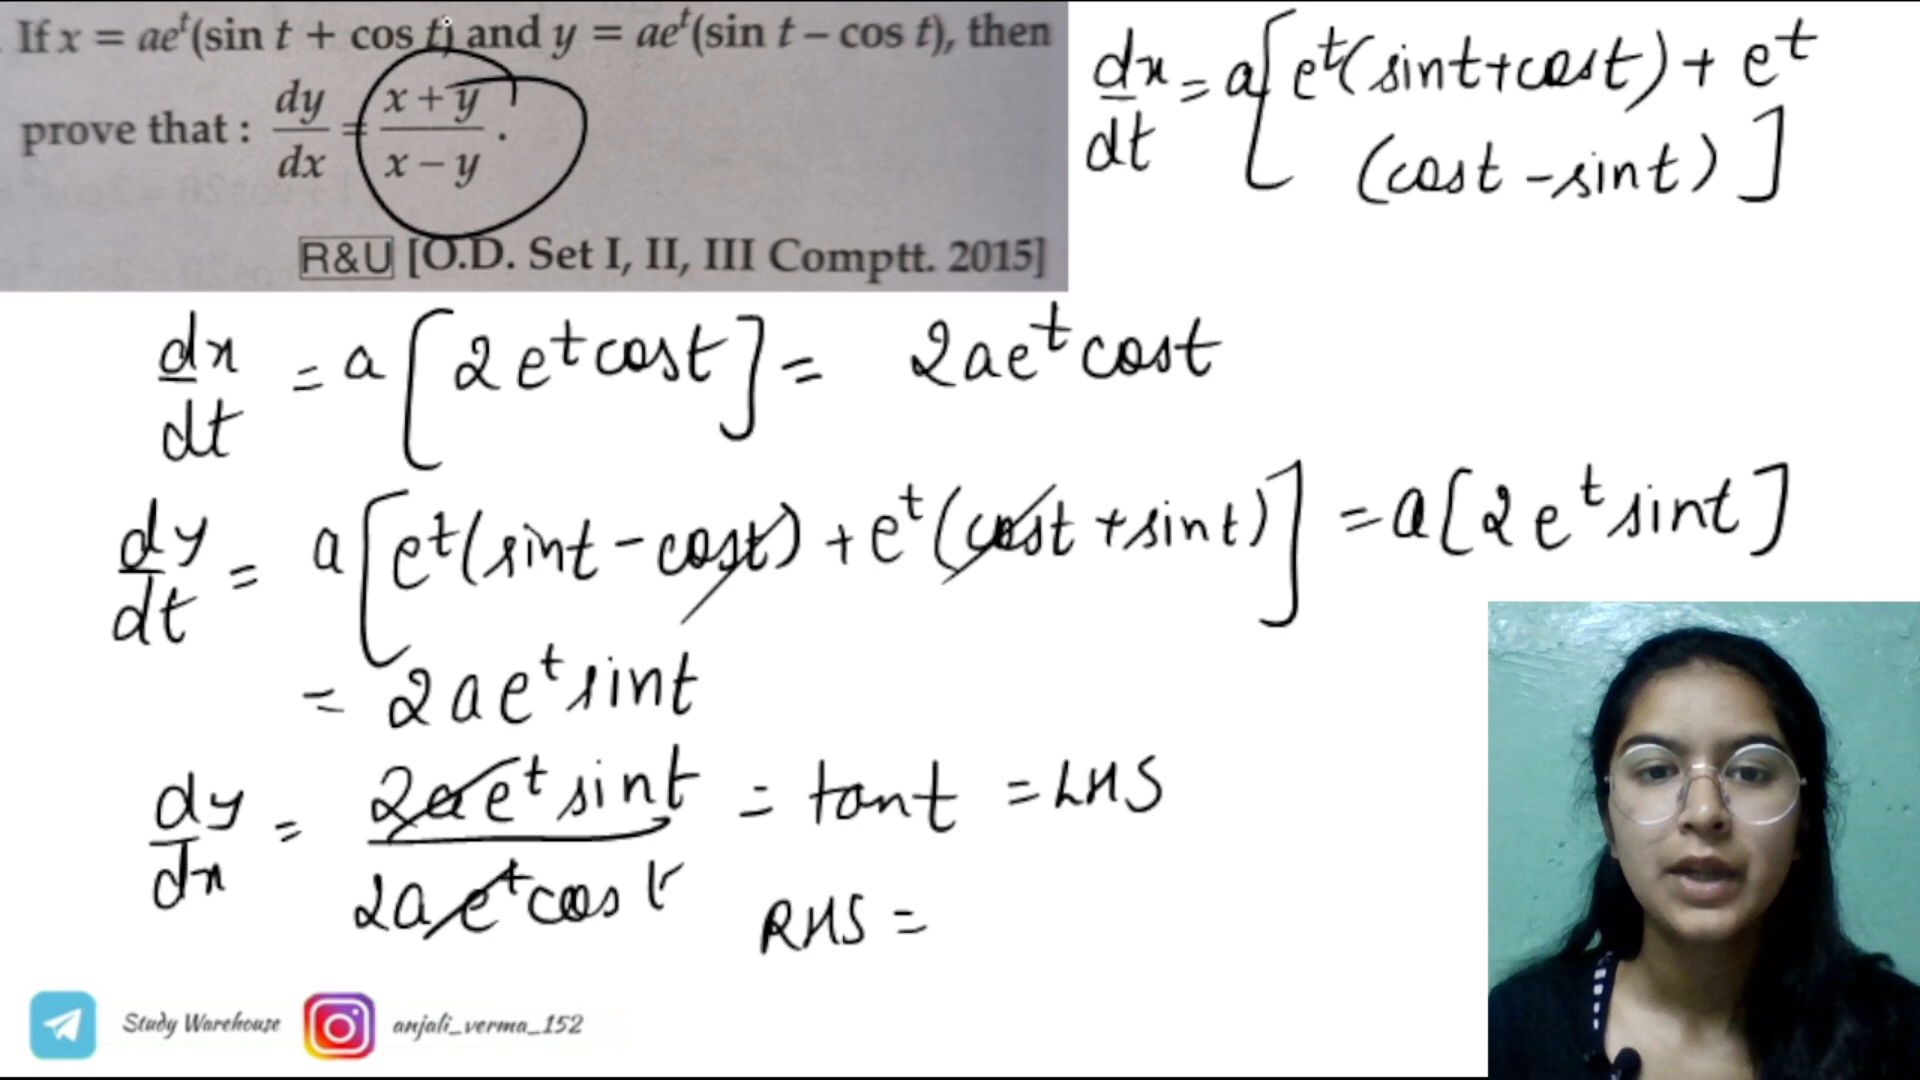 If x = ae^t(sin t + cos t) and y = ae^t(sin t – cos t), then
prove that : dy/dx = (x + y)/(x – y) .
R&U [O.D. Set I, II, III Comptt. 2015]
dx/dt = a[e^t(sint+cost) + e^t
(cost - sint)]
dx/dt = a[2e^t cost] = 2ae^t cost
dy/dt = a[e^t(sint - cost) + e^t(cost + sint)] = a[2e^t sint]
= 2ae^t sint
dy/dx = 2ae^t sint / 2ae^t cost = tant = LHS
RHS =
Study Warehouse anjali_verma_152